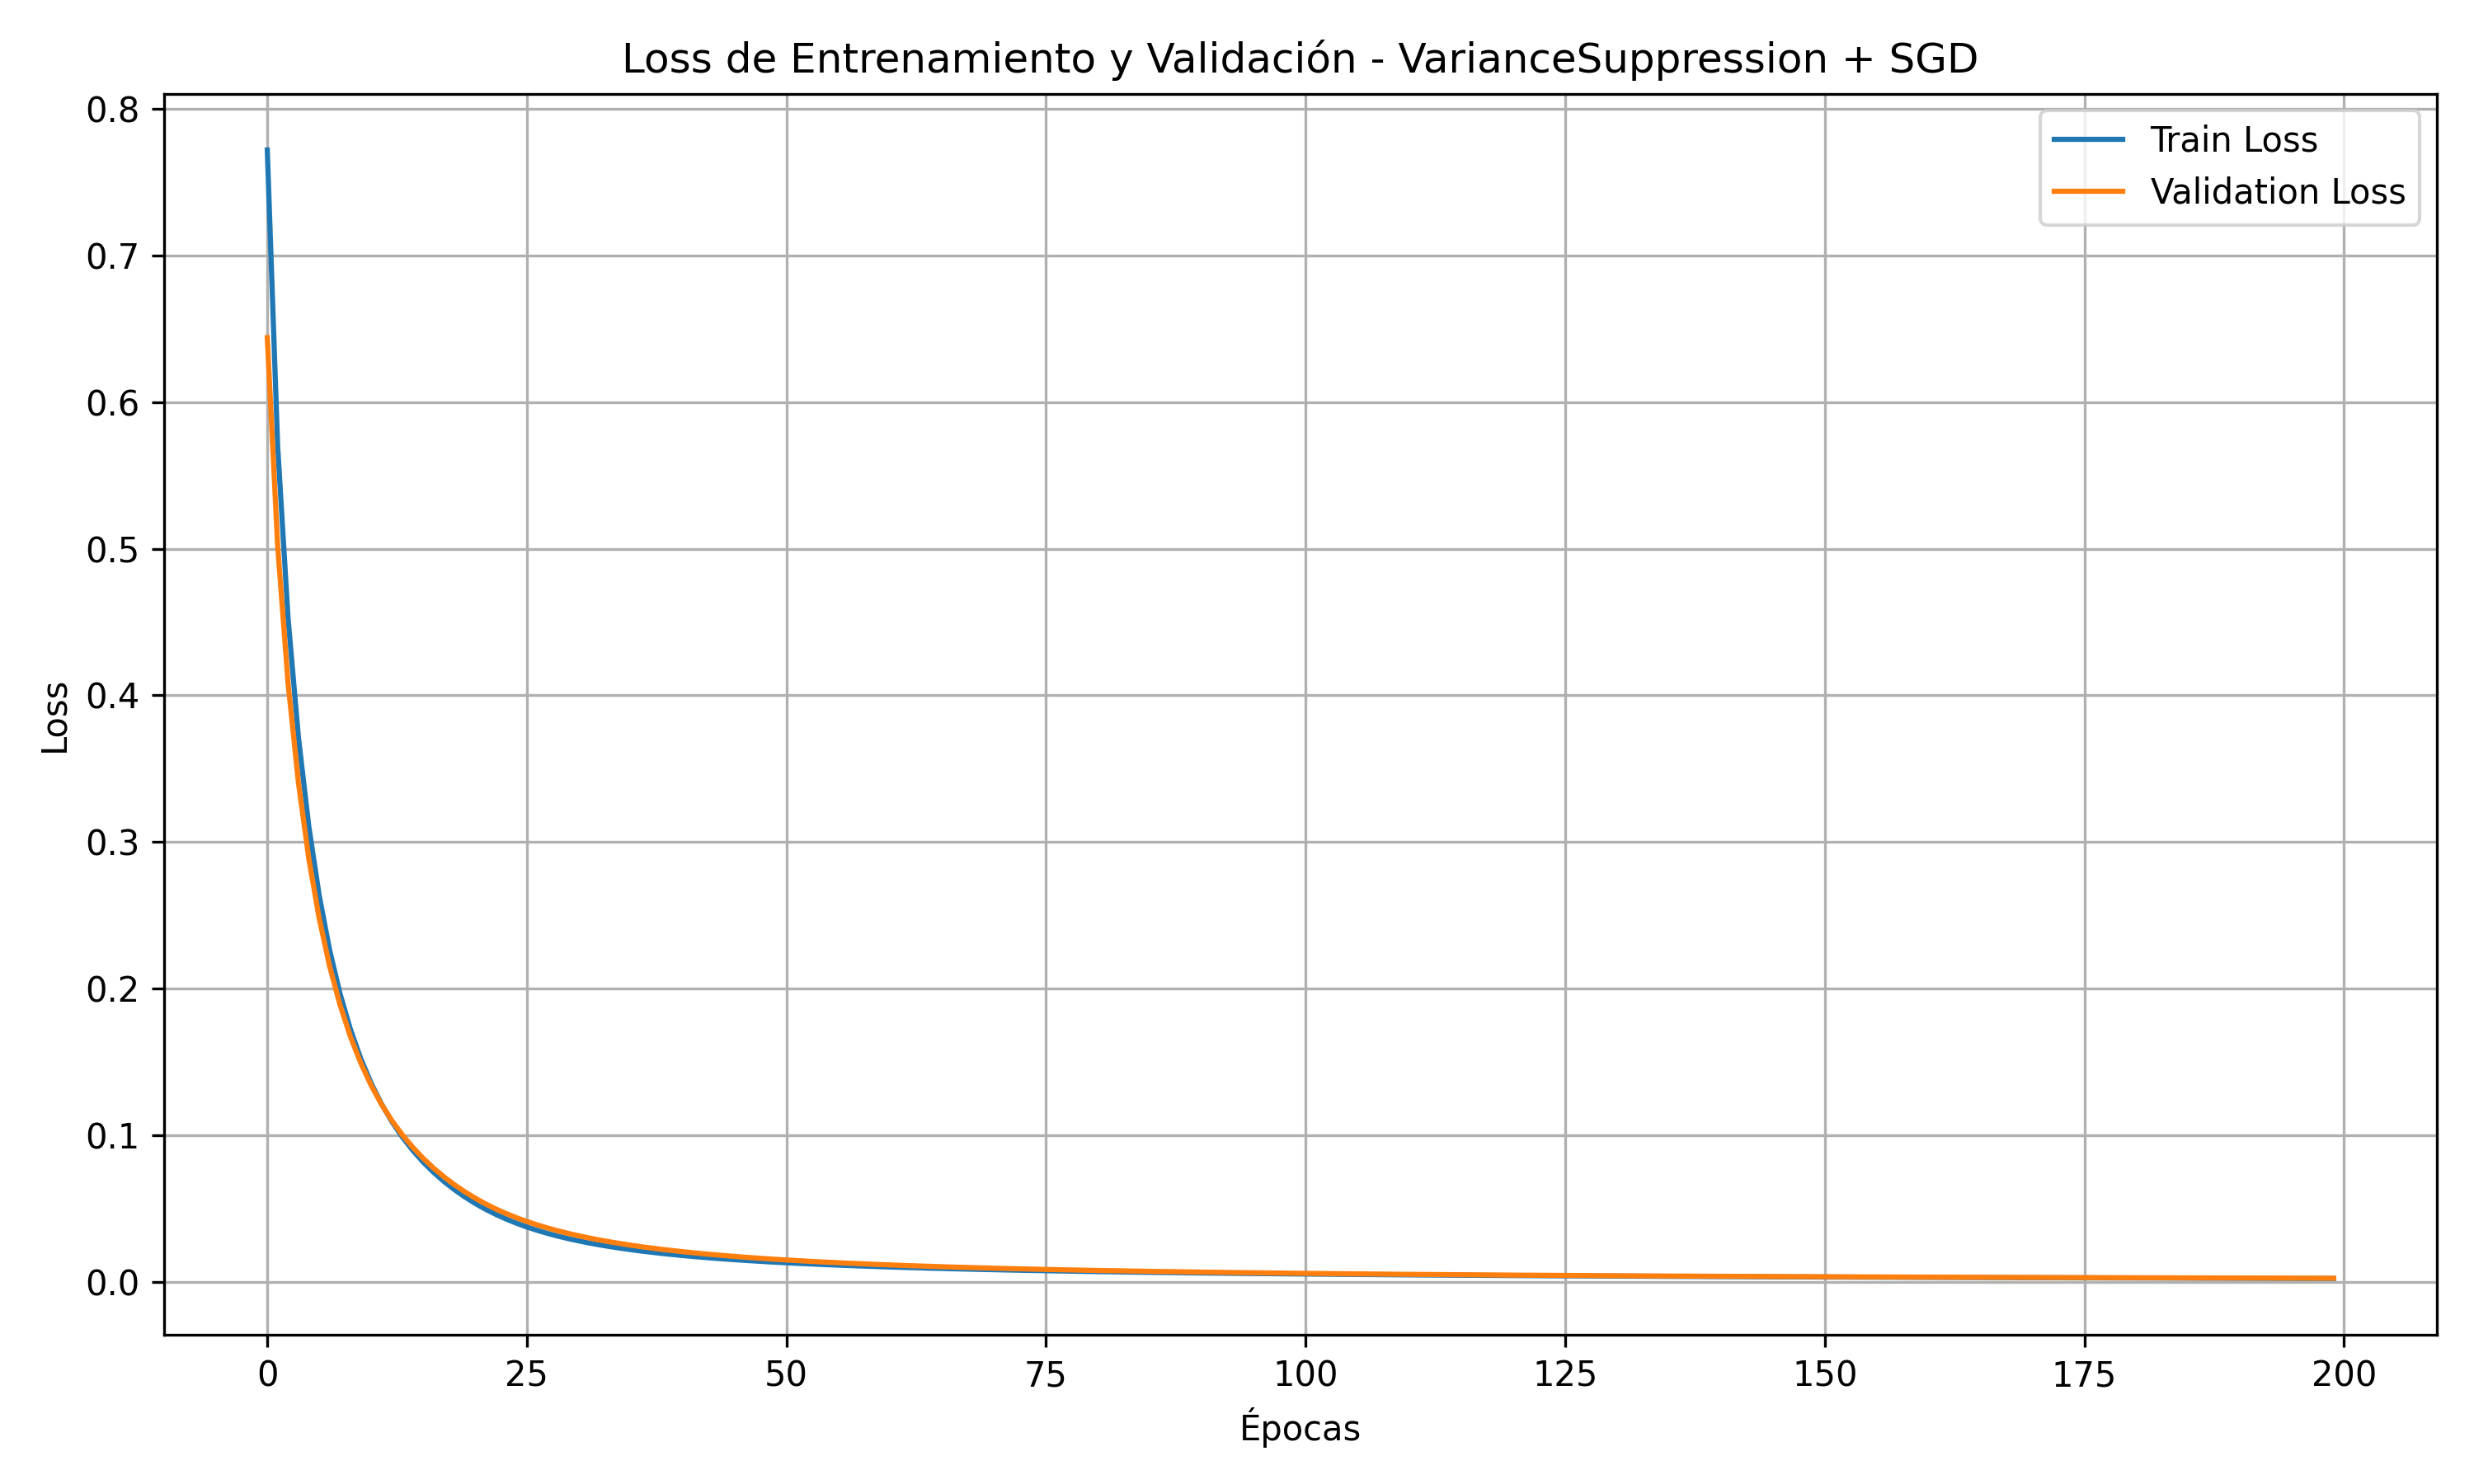 Loss de Entrenamiento y Validación - VarianceSuppression + SGD
Train Loss
Validation Loss
0.8
0.7
0.6
0.5
0.4
0.3
0.2
0.1
0.0
Loss
0 25 50 75 100 125 150 175 200
Épocas